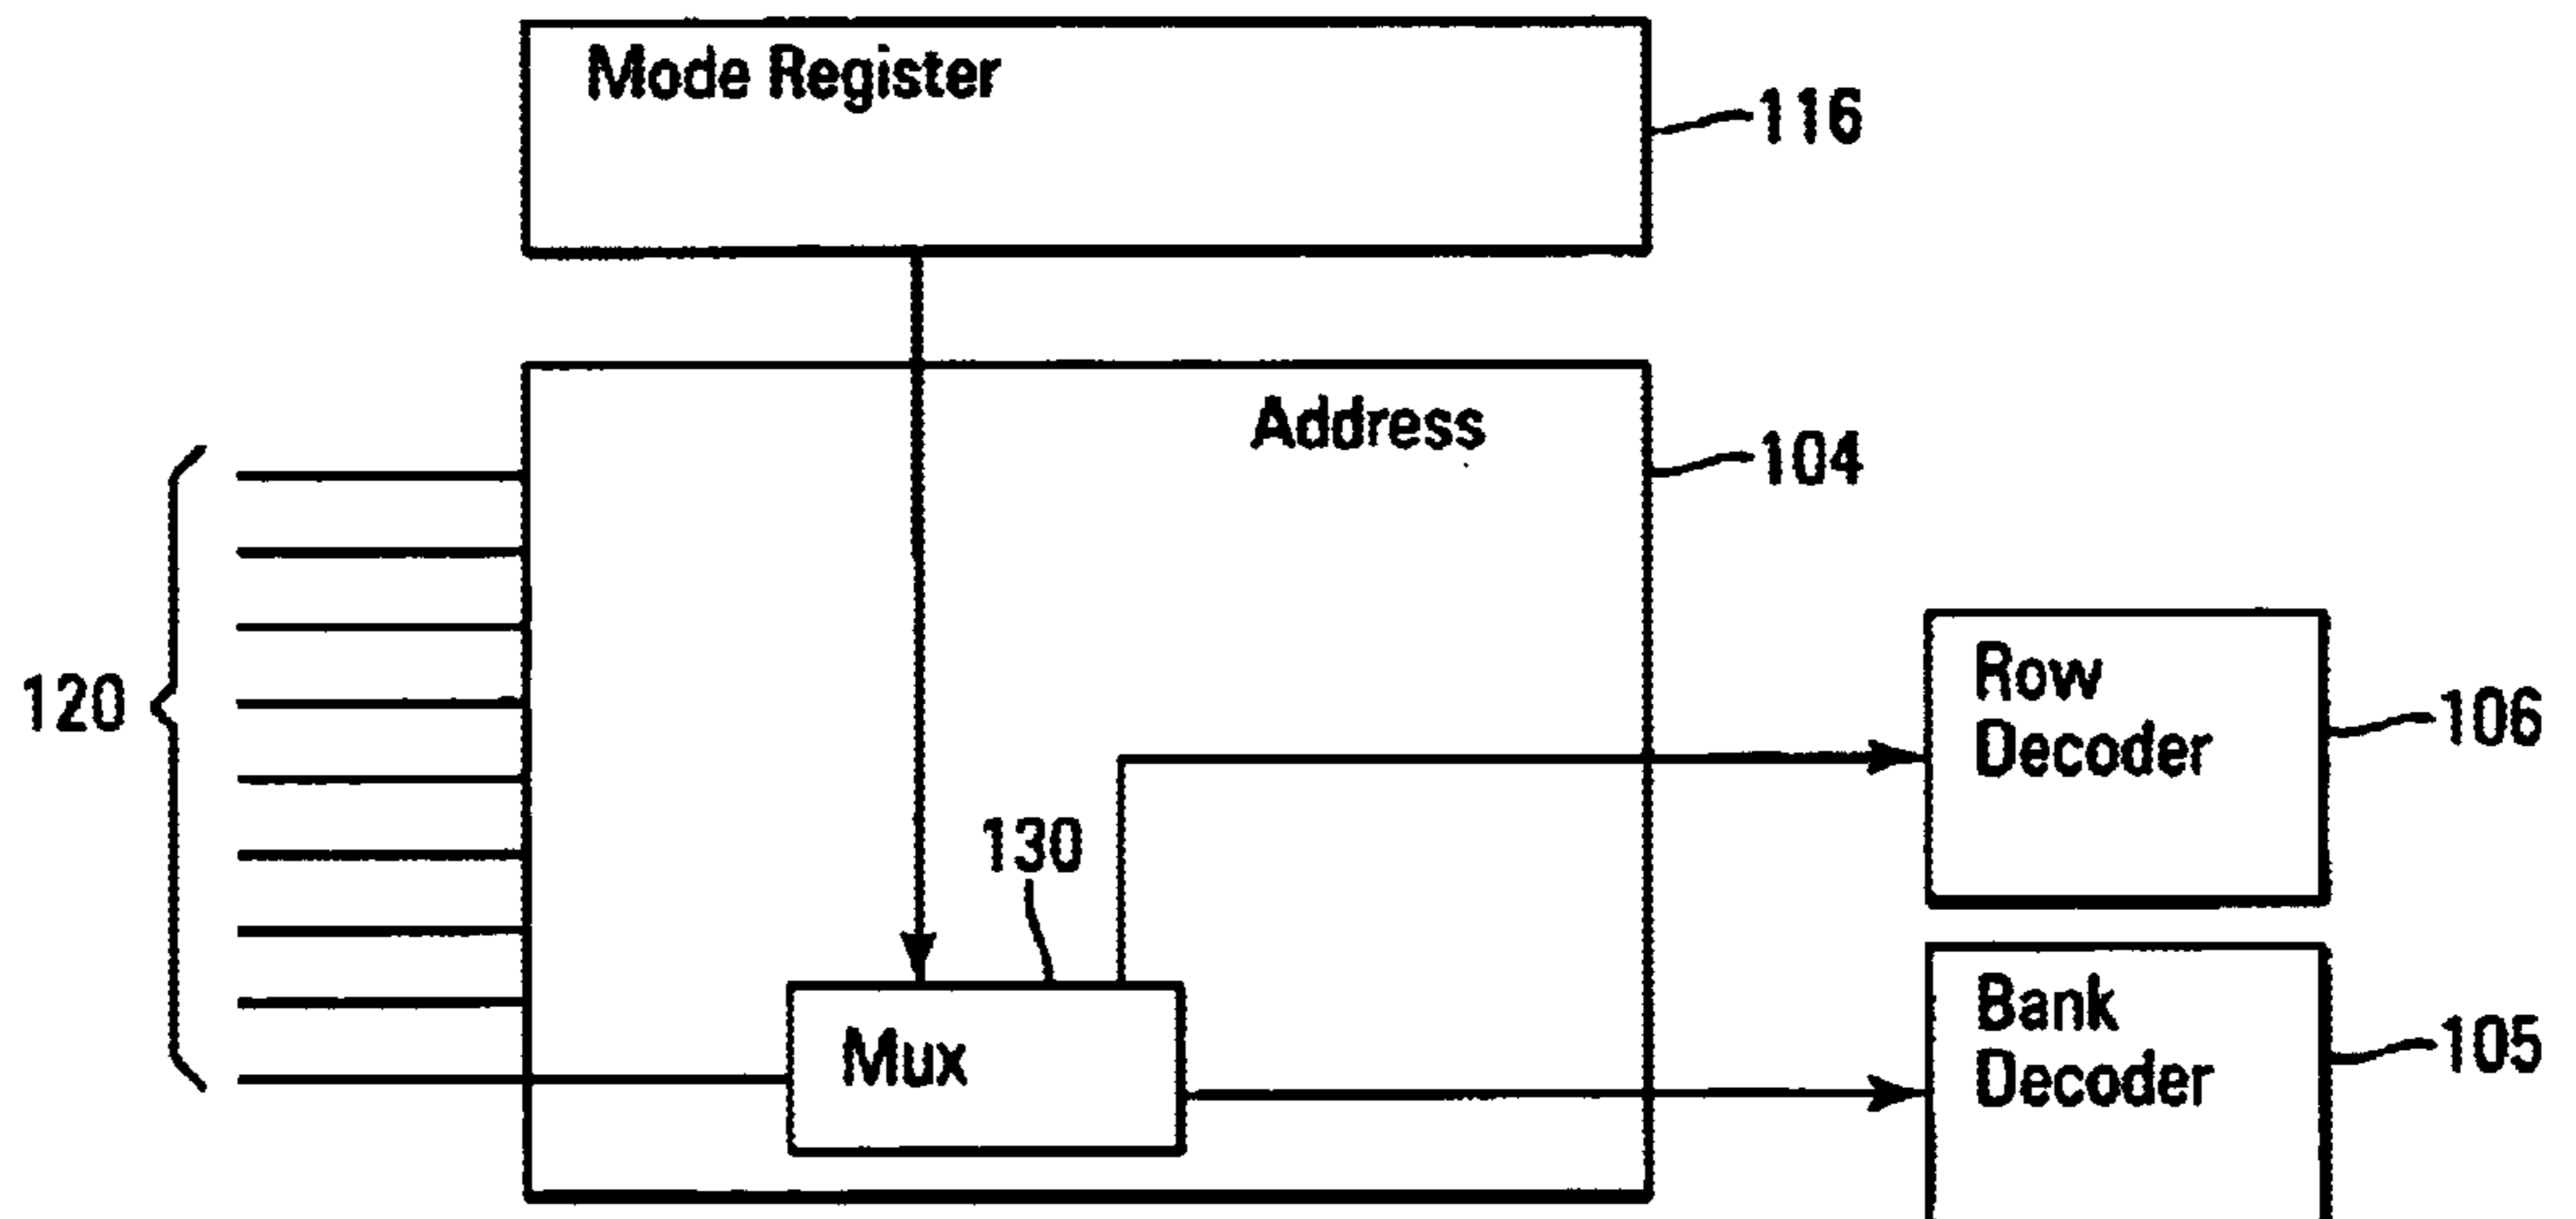 Mode Register
116
Address
104
120
Row
Decoder
106
130
Mux
Bank
Decoder
105